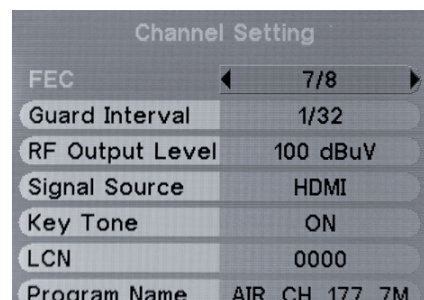 Channel Setting
FEC 7/8
Guard Interval 1/32
RF Output Level 100 dBuV
Signal Source HDMI
Key Tone ON
LCN 0000
Program Name AIR CH 177 7M